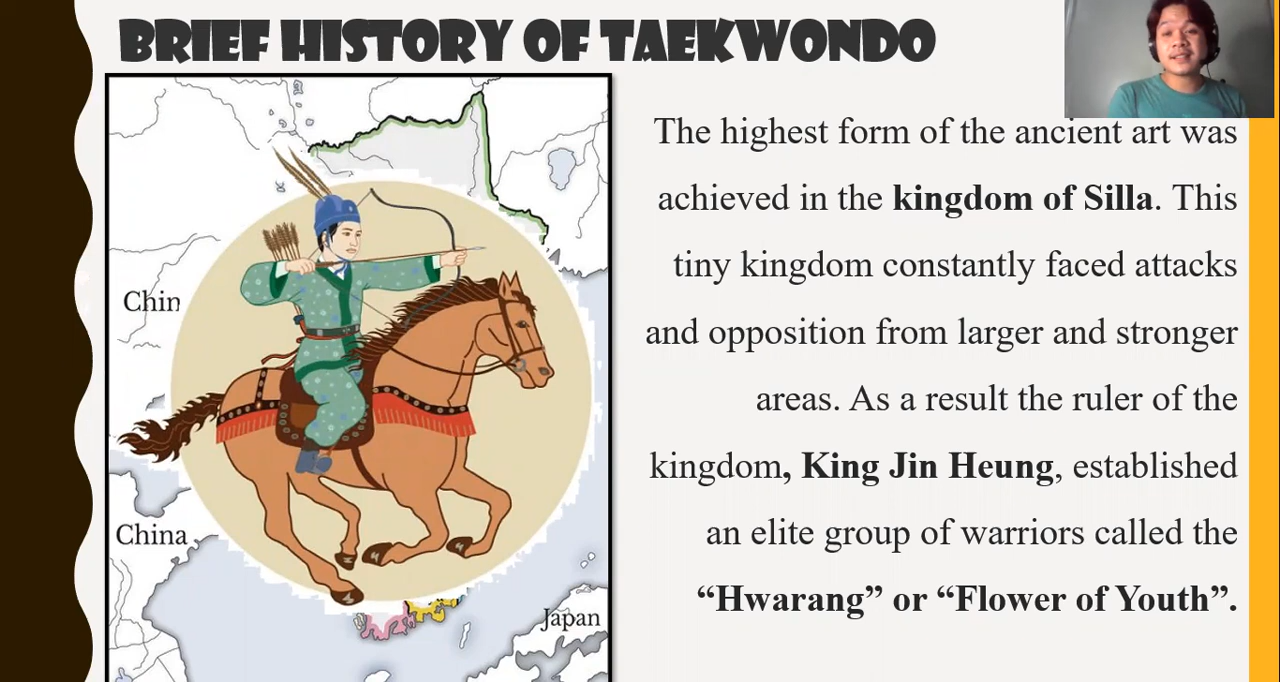 BRIEF HISTORY OF TAEKWONDO
The highest form of the ancient art was
achieved in the kingdom of Silla. This
tiny kingdom constantly faced attacks
and opposition from larger and stronger
areas. As a result the ruler of the
kingdom, King Jin Heung, established
an elite group of warriors called the
“Hwarang” or “Flower of Youth”.
Chin
China
Japan